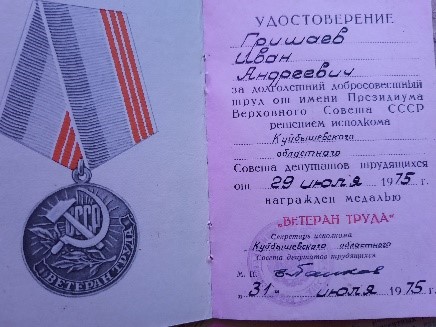 СССР
ВЕТЕРАН ТРУДА
УДОСТОВЕРЕНИЕ
Гришаев
Иван
Андреевич
за долголетний добросовестный
труд от имени Президиума
Верховного Совета СССР
решением исполкома
Куйбышевского
областного
Совета депутатов трудящихся
от 29 июля 1975 г.
награжден медалью
„ВЕТЕРАН ТРУДА“
Секретарь исполкома
Куйбышевского областного
Совета депутатов трудящихся
М. П.
„31“ июля 1975 г.